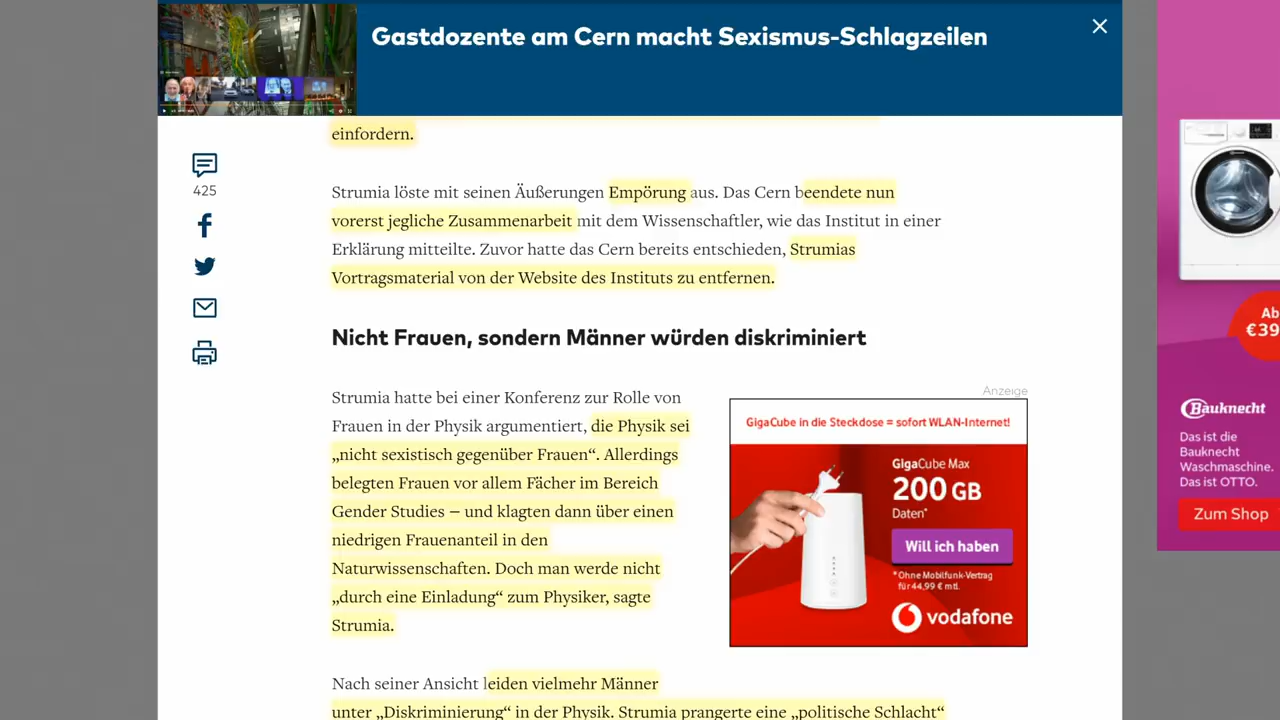 Gastdozente am Cern macht Sexismus-Schlagzeilen
einfordern.
425
Strumia löste mit seinen Äußerungen Empörung aus. Das Cern beendete nun
vorerst jegliche Zusammenarbeit mit dem Wissenschaftler, wie das Institut in einer
Erklärung mitteilte. Zuvor hatte das Cern bereits entschieden, Strumias
Vortragsmaterial von der Website des Instituts zu entfernen.
Nicht Frauen, sondern Männer würden diskriminiert
Strumia hatte bei einer Konferenz zur Rolle von
Frauen in der Physik argumentiert, die Physik sei
„nicht sexistisch gegenüber Frauen“. Allerdings
belegten Frauen vor allem Fächer im Bereich
Gender Studies – und klagten dann über einen
niedrigen Frauenanteil in den
Naturwissenschaften. Doch man werde nicht
„durch eine Einladung“ zum Physiker, sagte
Strumia.
Nach seiner Ansicht leiden vielmehr Männer
unter „Diskriminierung“ in der Physik. Strumia prangerte eine „politische Schlacht“
Anzeige
GigaCube in die Steckdose = sofort WLAN-Internet!
GigaCube Max
200 GB
Daten*
Will ich haben
*Ohne Mobilfunk-Vertrag
für 44,99 € mtl.
vodafone
Ab
€39
Bauknecht
Das ist die
Bauknecht
Waschmaschine.
Das ist OTTO.
Zum Shop